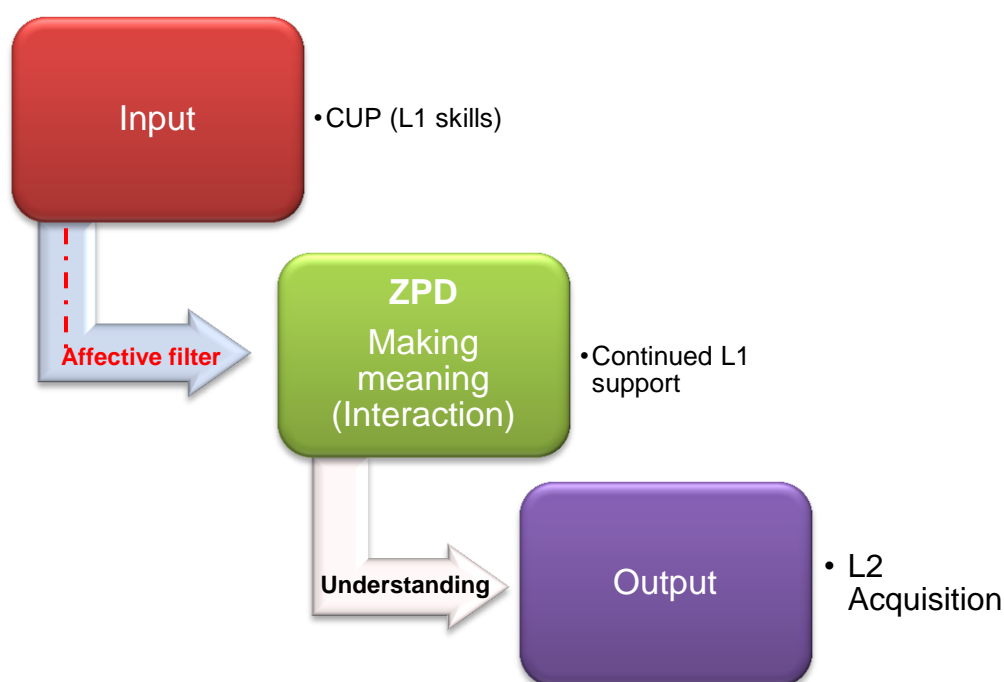 Input
•CUP (L1 skills)
Affective filter
ZPD
Making
meaning
(Interaction)
•Continued L1
support
Understanding
Output
• L2
Acquisition